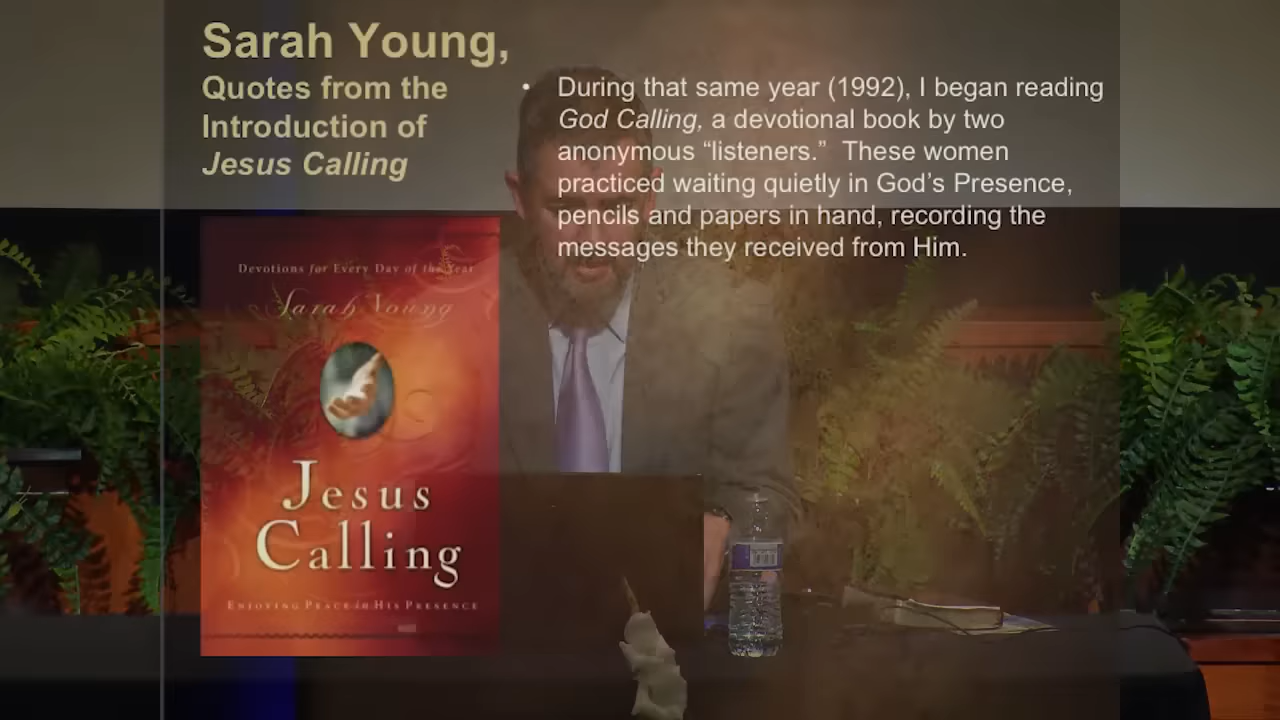 Sarah Young,
Quotes from the
Introduction of
Jesus Calling
• During that same year (1992), I began reading
God Calling, a devotional book by two
anonymous “listeners.”  These women
practiced waiting quietly in God’s Presence,
pencils and papers in hand, recording the
messages they received from Him.
Devotions for Every Day of the Year
Sarah Young
Jesus
Calling
Enjoying Peace in His Presence